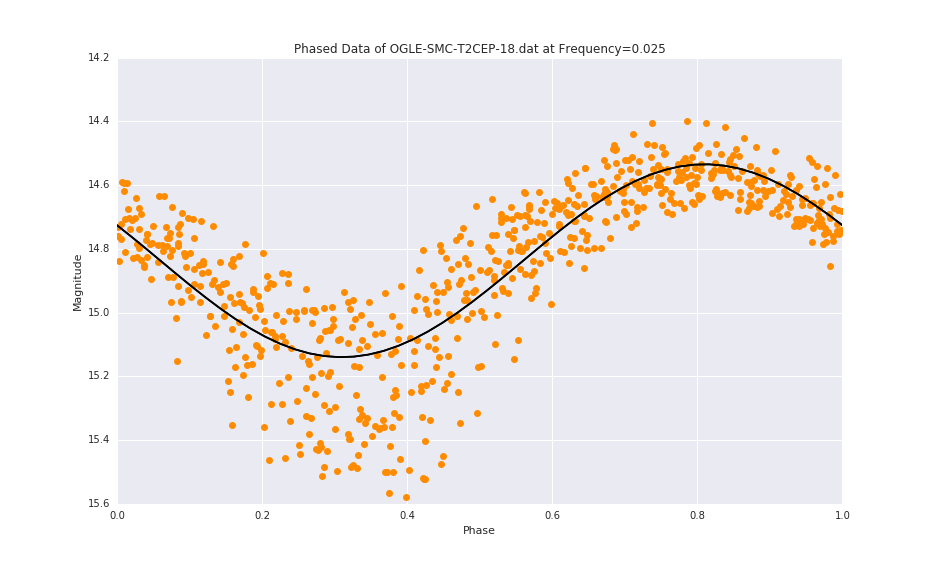 Phased Data of OGLE-SMC-T2CEP-18.dat at Frequency=0.025
14.2
14.4
14.6
14.8
15.0
15.2
15.4
15.6
Magnitude
0.0 0.2 0.4 0.6 0.8 1.0
Phase